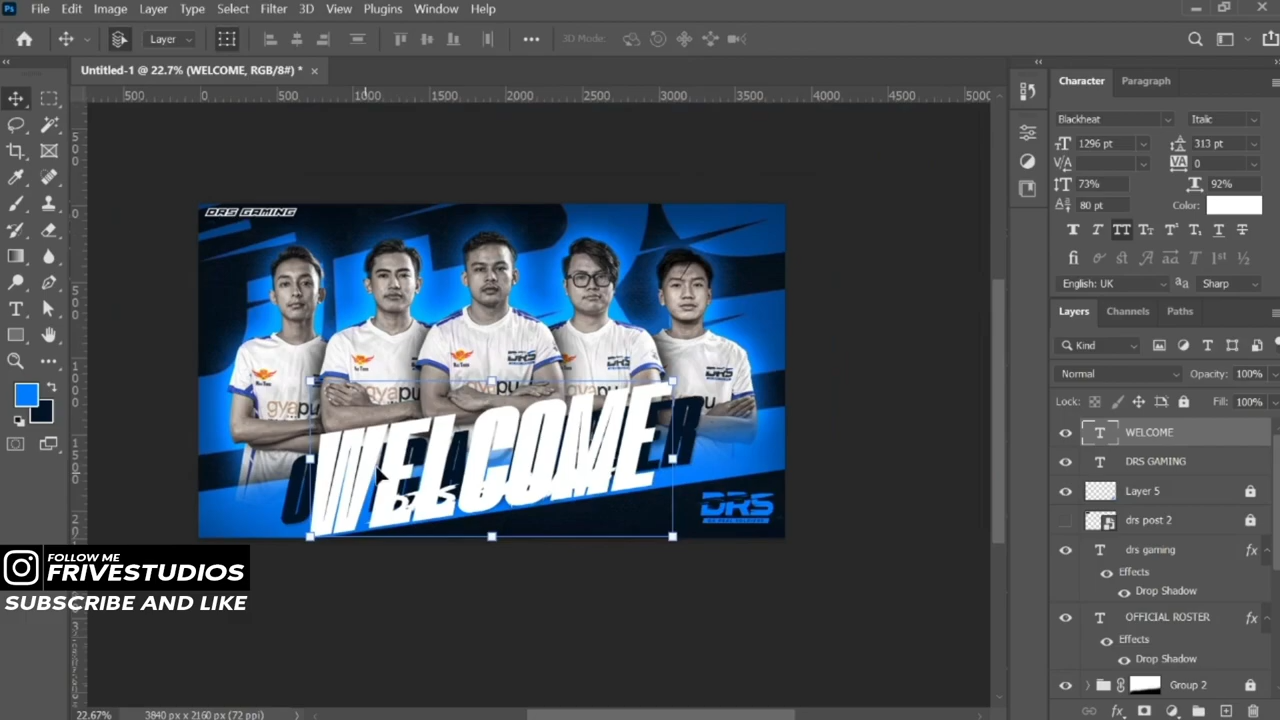 Ps File Edit Image Layer Type Select Filter 3D View Plugins Window Help
Layer 3D Mode:
Untitled-1 @ 22.7% (WELCOME, RGB/8#) * ×
500 0 500 1000 1500 2000 2500 3000 3500 4000 4500 5000
DRS GAMING
gyapu
WELCOME
DRS
FOLLOW ME
FRIVESTUDIOS
SUBSCRIBE AND LIKE
22.67% 3840 px x 2160 px (72 ppi)
Character Paragraph
Blackheat Italic
1296 pt 313 pt
0
73% 92%
80 pt Color:
English: UK Sharp
Layers Channels Paths
Kind
Normal Opacity: 100%
Lock: Fill: 100%
WELCOME
DRS GAMING
Layer 5
drs post 2
drs gaming fx
Effects
Drop Shadow
OFFICIAL ROSTER fx
Effects
Drop Shadow
Group 2